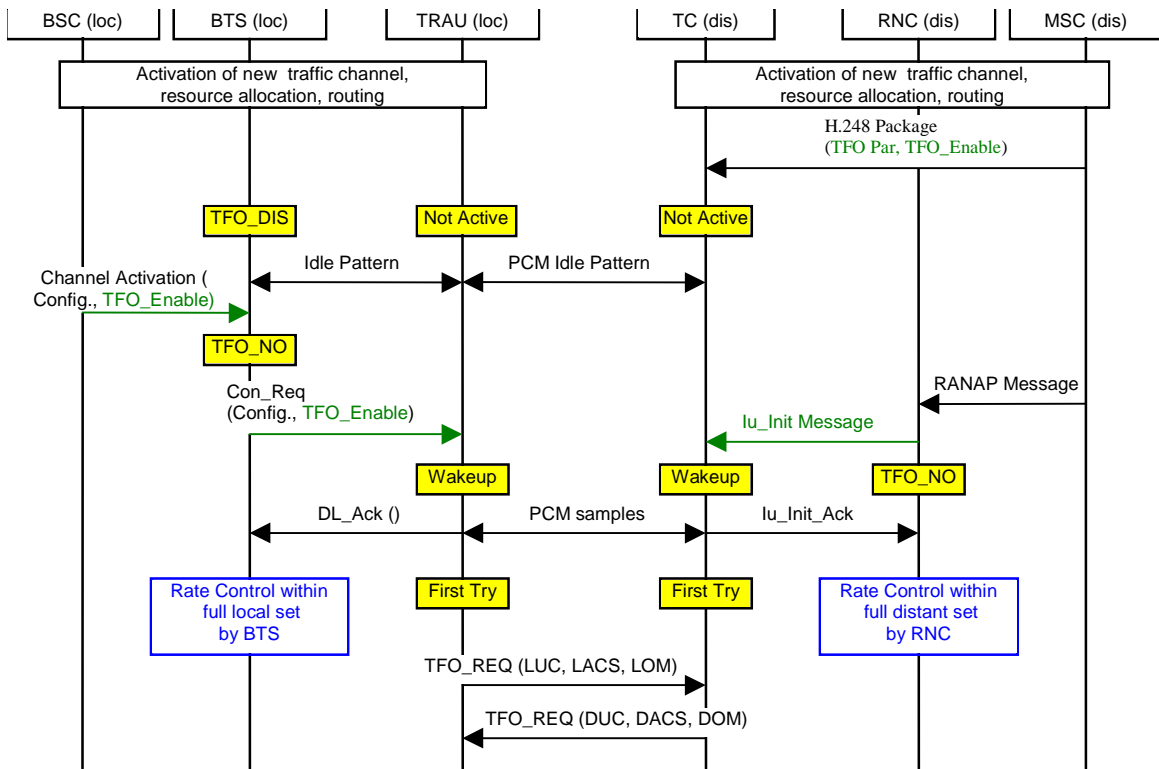 BSC (loc)
BTS (loc)
TRAU (loc)
TC (dis)
RNC (dis)
MSC (dis)
Activation of new traffic channel,
resource allocation, routing
Activation of new traffic channel,
resource allocation, routing
H.248 Package
(TFO Par, TFO_Enable)
TFO_DIS
Not Active
Not Active
Idle Pattern
PCM Idle Pattern
Channel Activation (
Config., TFO_Enable)
TFO_NO
Con_Req
(Config., TFO_Enable)
RANAP Message
Iu_Init Message
Wakeup
Wakeup
TFO_NO
DL_Ack ()
PCM samples
Iu_Init_Ack
Rate Control within
full local set
by BTS
First Try
First Try
Rate Control within
full distant set
by RNC
TFO_REQ (LUC, LACS, LOM)
TFO_REQ (DUC, DACS, DOM)